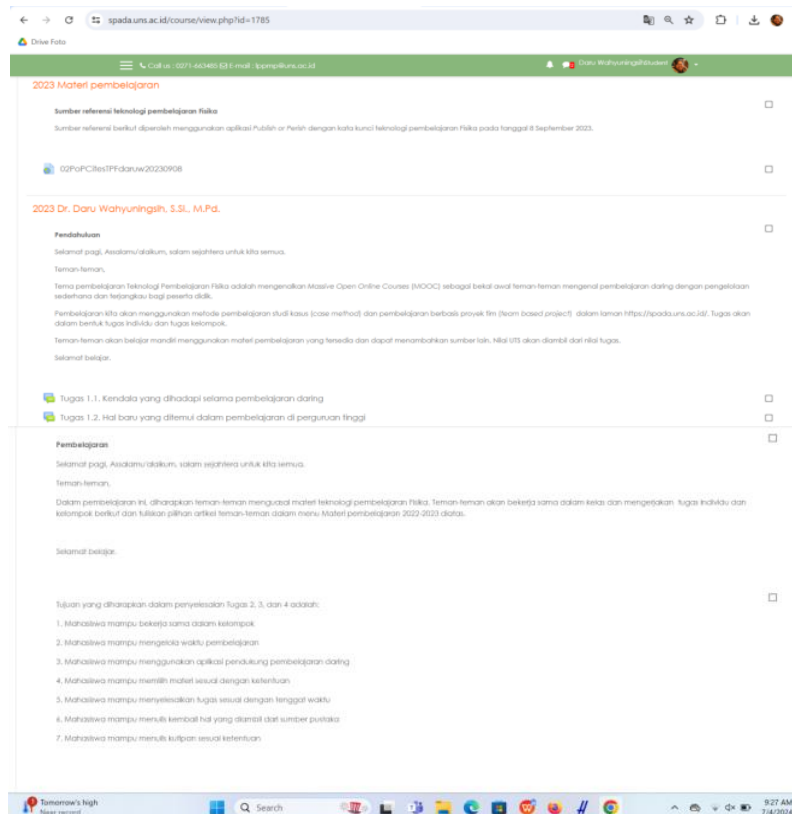 spada.uns.ac.id/course/view.php?id=1785
Drive Foto
Call us : 0271-663485 E-mail : lppmp@uns.ac.id
Daru WahyuningsihStudent
2023 Materi pembelajaran
Sumber referensi teknologi pembelajaran Fisika
Sumber referensi berikut diperoleh menggunakan aplikasi Publish or Perish dengan kata kunci teknologi pembelajaran Fisika pada tanggal 8 September 2023.
02PoPCitesTPFdaruw20230908
2023 Dr. Daru Wahyuningsih, S.Si., M.Pd.
Pendahuluan
Selamat pagi, Assalamu'alaikum, salam sejahtera untuk kita semua.
Teman-teman,
Tema pembelajaran Teknologi Pembelajaran Fisika adalah mengenalkan Massive Open Online Courses (MOOC) sebagai bekal awal teman-teman mengenal pembelajaran daring dengan pengelolaan
sederhana dan terjangkau bagi peserta didik.
Pembelajaran kita akan menggunakan metode pembelajaran studi kasus (case method) dan pembelajaran berbasis proyek tim (team based project) dalam laman https://spada.uns.ac.id/. Tugas akan
dalam bentuk tugas individu dan tugas kelompok.
Teman-teman akan belajar mandiri menggunakan materi pembelajaran yang tersedia dan dapat menambahkan sumber lain. Nilai UTS akan diambil dari nilai tugas.
Selamat belajar.
Tugas 1.1. Kendala yang dihadapi selama pembelajaran daring
Tugas 1.2. Hal baru yang ditemui dalam pembelajaran di perguruan tinggi
Pembelajaran
Selamat pagi, Assalamu'alaikum, salam sejahtera untuk kita semua.
Teman-teman,
Dalam pembelajaran ini, diharapkan teman-teman menguasai materi teknologi pembelajaran Fisika. Teman-teman akan bekerja sama dalam kelas dan mengerjakan tugas individu dan
kelompok berikut dan tuliskan pilihan artikel teman-teman dalam menu Materi pembelajaran 2022-2023 diatas.
Selamat belajar.
Tujuan yang diharapkan dalam penyelesaian Tugas 2, 3, dan 4 adalah:
1. Mahasiswa mampu bekerja sama dalam kelompok
2. Mahasiswa mampu mengelola waktu pembelajaran
3. Mahasiswa mampu menggunakan aplikasi pendukung pembelajaran daring
4. Mahasiswa mampu memilih materi sesuai dengan ketentuan
5. Mahasiswa mampu menyelesaikan tugas sesuai dengan tenggat waktu
6. Mahasiswa mampu menulis kembali hal yang diambil dari sumber pustaka
7. Mahasiswa mampu menulis kutipan sesuai ketentuan
Tomorrow's high
Near record
Search
9:27 AM
7/4/2024